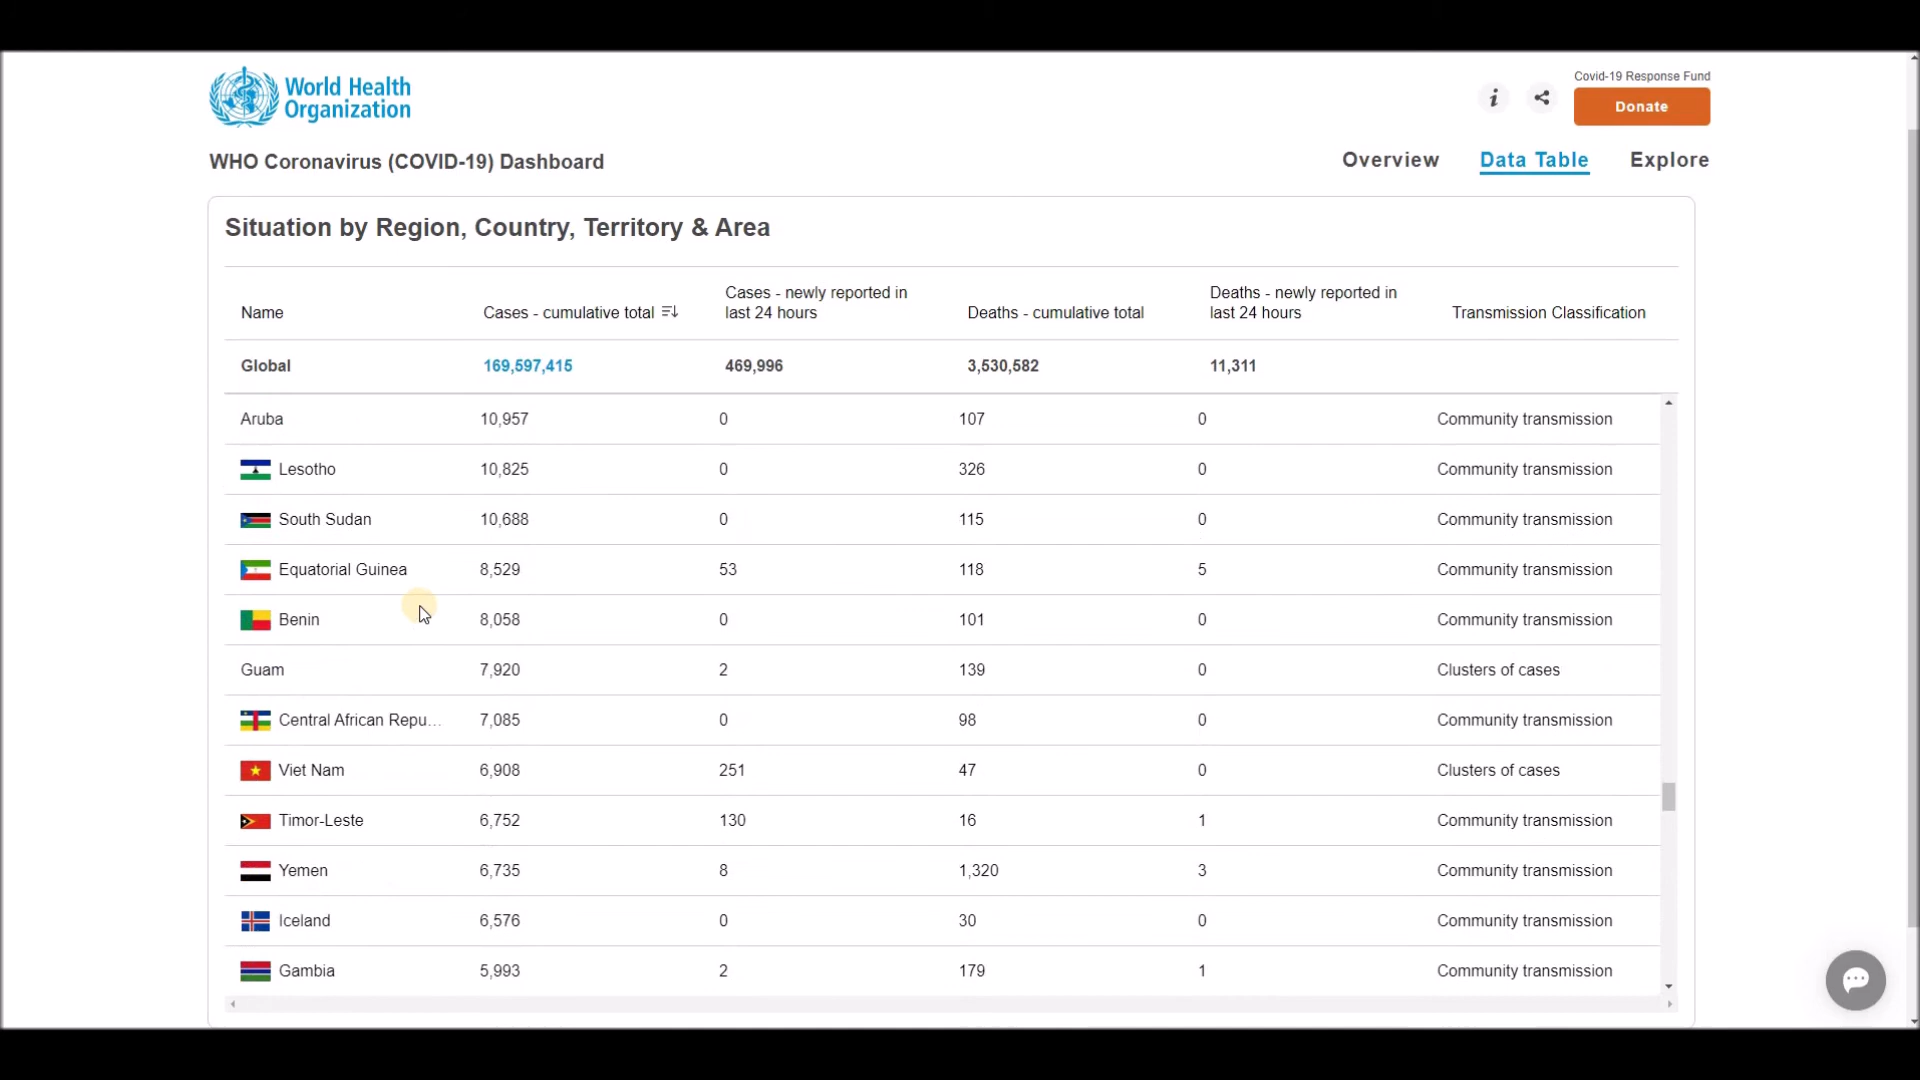 World Health
Organization
Covid-19 Response Fund
Donate
WHO Coronavirus (COVID-19) Dashboard
Overview Data Table Explore
Situation by Region, Country, Territory & Area
Name Cases - cumulative total Cases - newly reported in last 24 hours Deaths - cumulative total Deaths - newly reported in last 24 hours Transmission Classification
Global 169,597,415 469,996 3,530,582 11,311
Aruba 10,957 0 107 0 Community transmission
Lesotho 10,825 0 326 0 Community transmission
South Sudan 10,688 0 115 0 Community transmission
Equatorial Guinea 8,529 53 118 5 Community transmission
Benin 8,058 0 101 0 Community transmission
Guam 7,920 2 139 0 Clusters of cases
Central African Repu... 7,085 0 98 0 Community transmission
Viet Nam 6,908 251 47 0 Clusters of cases
Timor-Leste 6,752 130 16 1 Community transmission
Yemen 6,735 8 1,320 3 Community transmission
Iceland 6,576 0 30 0 Community transmission
Gambia 5,993 2 179 1 Community transmission